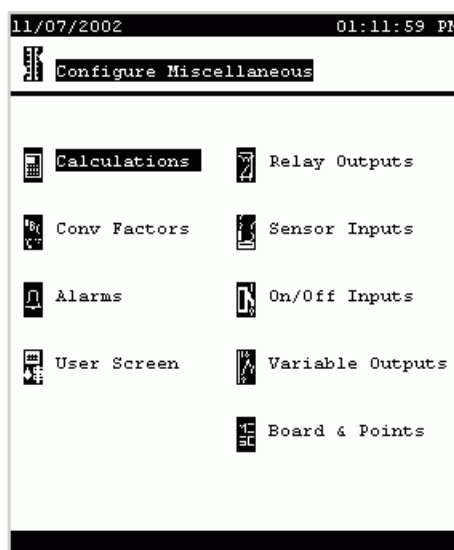 11/07/2002 01:11:59 PM
Configure Miscellaneous
Calculations Relay Outputs
Conv Factors Sensor Inputs
Alarms On/Off Inputs
User Screen Variable Outputs
Board & Points